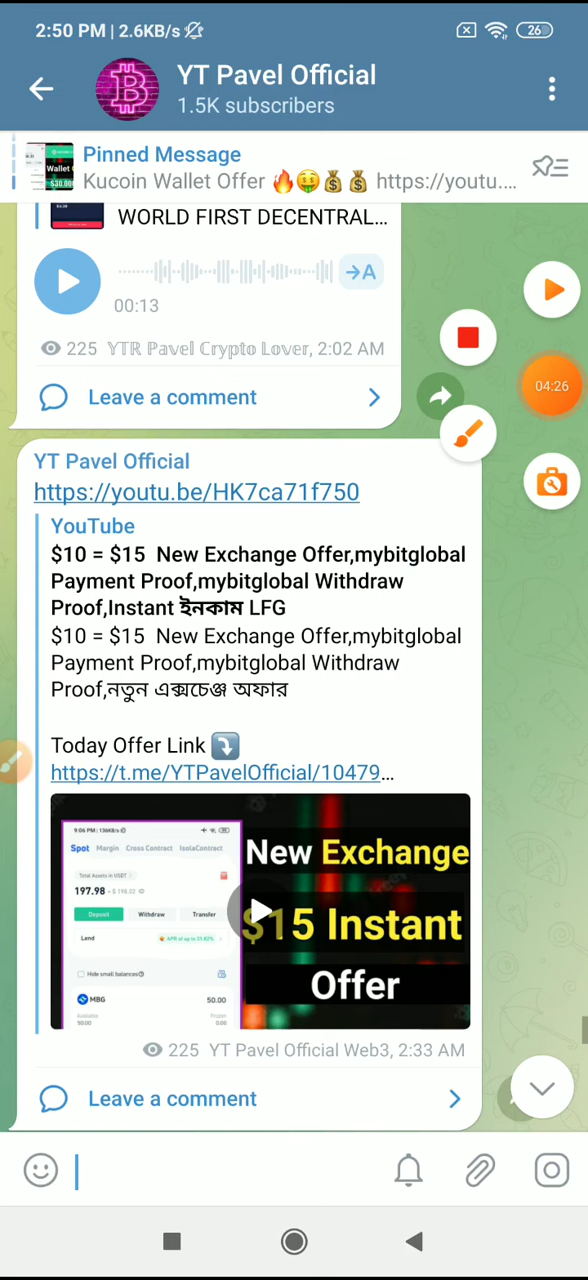 2:50 PM | 2.6KB/s
26
YT Pavel Official
1.5K subscribers
Pinned Message
Kucoin Wallet Offer 🔥🤑💰💰 https://youtu....
Wallet
$30.00
WORLD FIRST DECENTRAL...
→A
00:13
225 YTR ℙ𝕒𝕧𝕖𝕝 ℂ𝕣𝕪𝕡𝕥𝕠 𝕃𝕠𝕧𝕖𝕣, 2:02 AM
04:26
Leave a comment
YT Pavel Official
https://youtu.be/HK7ca71f750
YouTube
$10 = $15 New Exchange Offer,mybitglobal
Payment Proof,mybitglobal Withdraw
Proof,Instant ইনকাম LFG
$10 = $15 New Exchange Offer,mybitglobal
Payment Proof,mybitglobal Withdraw
Proof,নতুন এক্সচেঞ্জ অফার
Today Offer Link ⤵️
https://t.me/YTPavelOfficial/10479...
9:06 PM | 136KB/s
Spot Margin Cross Contract IsolaContract
Total Assets in USDT
197.98 ≈ $ 198.02
Deposit Withdraw Transfer
Lend
APR of up to 31.82%
Hide small balances
MBG 50.00
Available Frozen
50.00 0.00
New Exchange
$15 Instant
Offer
225 YT Pavel Official Web3, 2:33 AM
Leave a comment